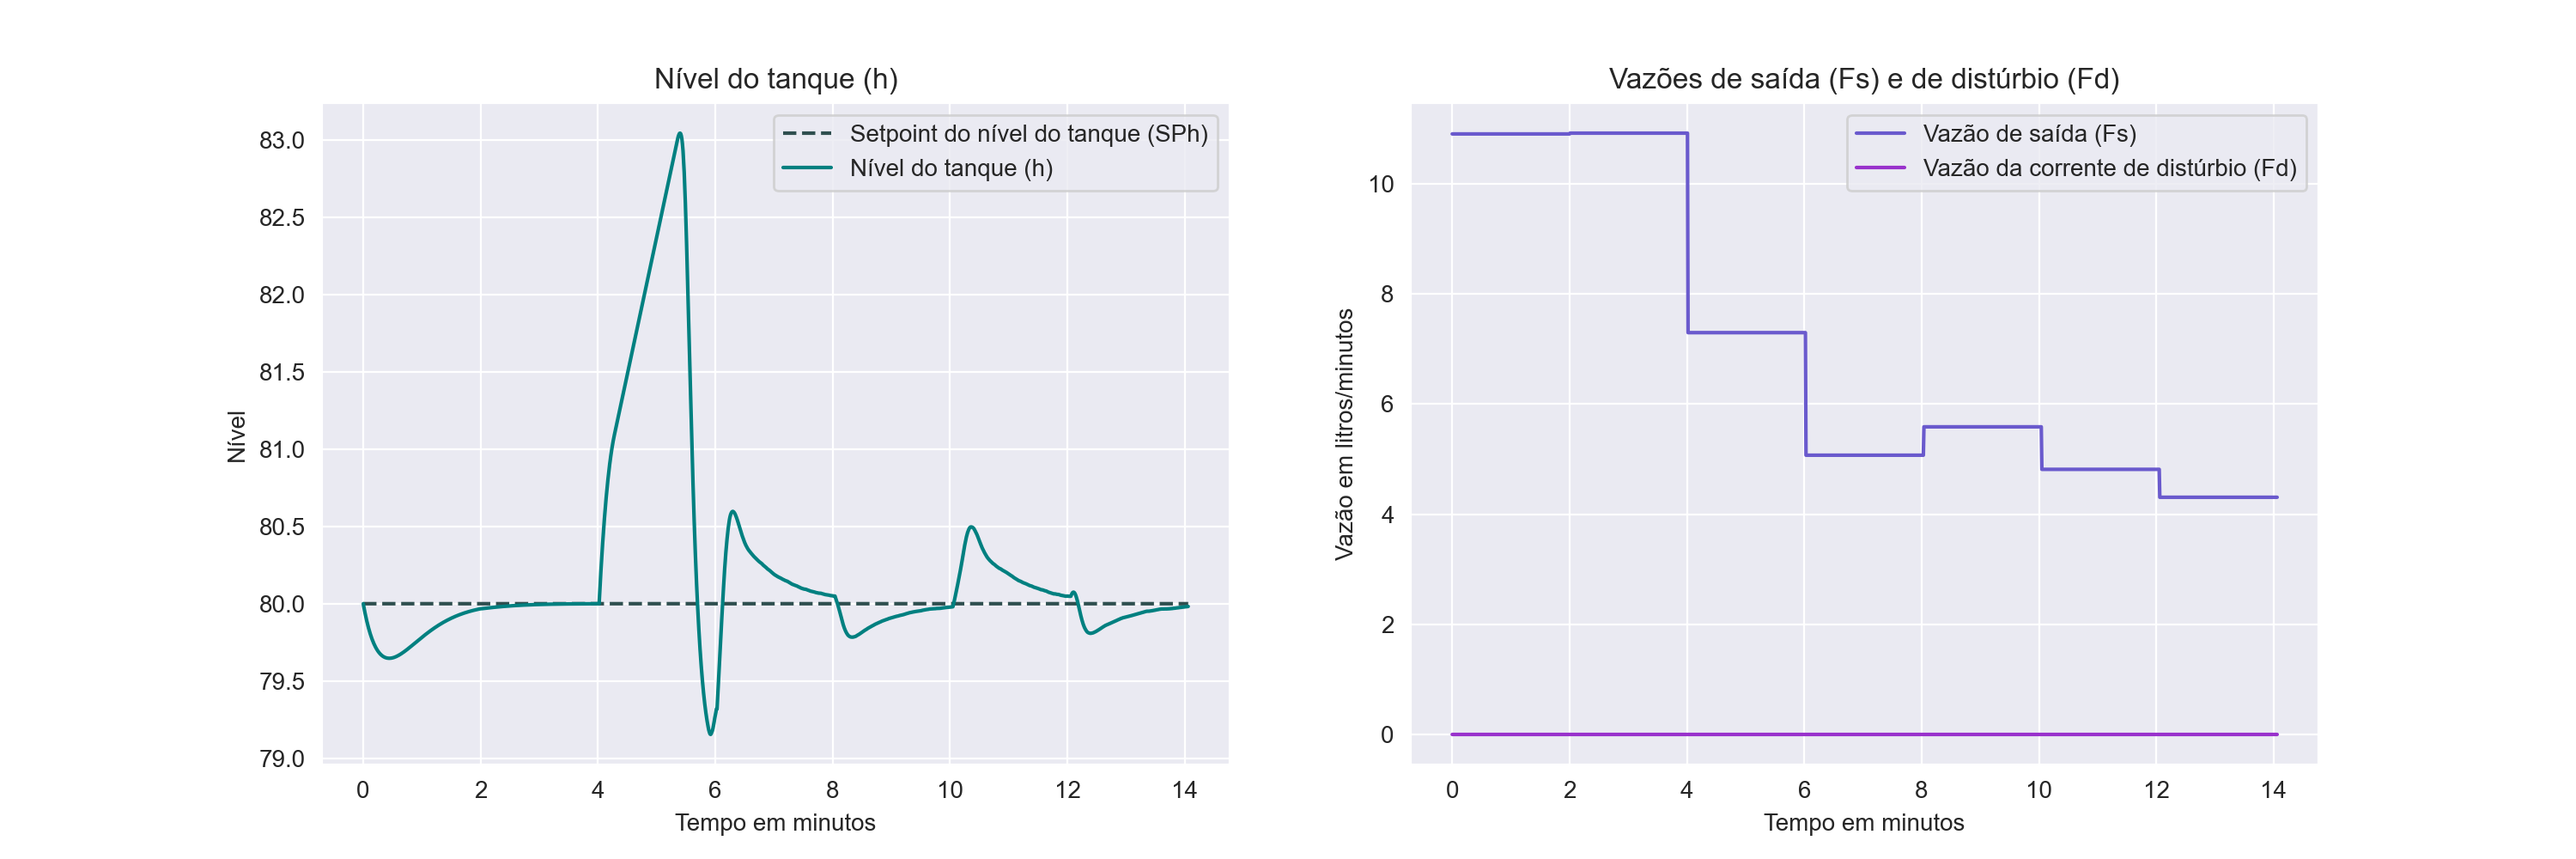 Nível do tanque (h)
Setpoint do nível do tanque (SPh)
Nível do tanque (h)
83.0
82.5
82.0
81.5
81.0
80.5
80.0
79.5
79.0
Nível
0 2 4 6 8 10 12 14
Tempo em minutos
Vazões de saída (Fs) e de distúrbio (Fd)
Vazão de saída (Fs)
Vazão da corrente de distúrbio (Fd)
10
8
6
4
2
0
Vazão em litros/minutos
0 2 4 6 8 10 12 14
Tempo em minutos